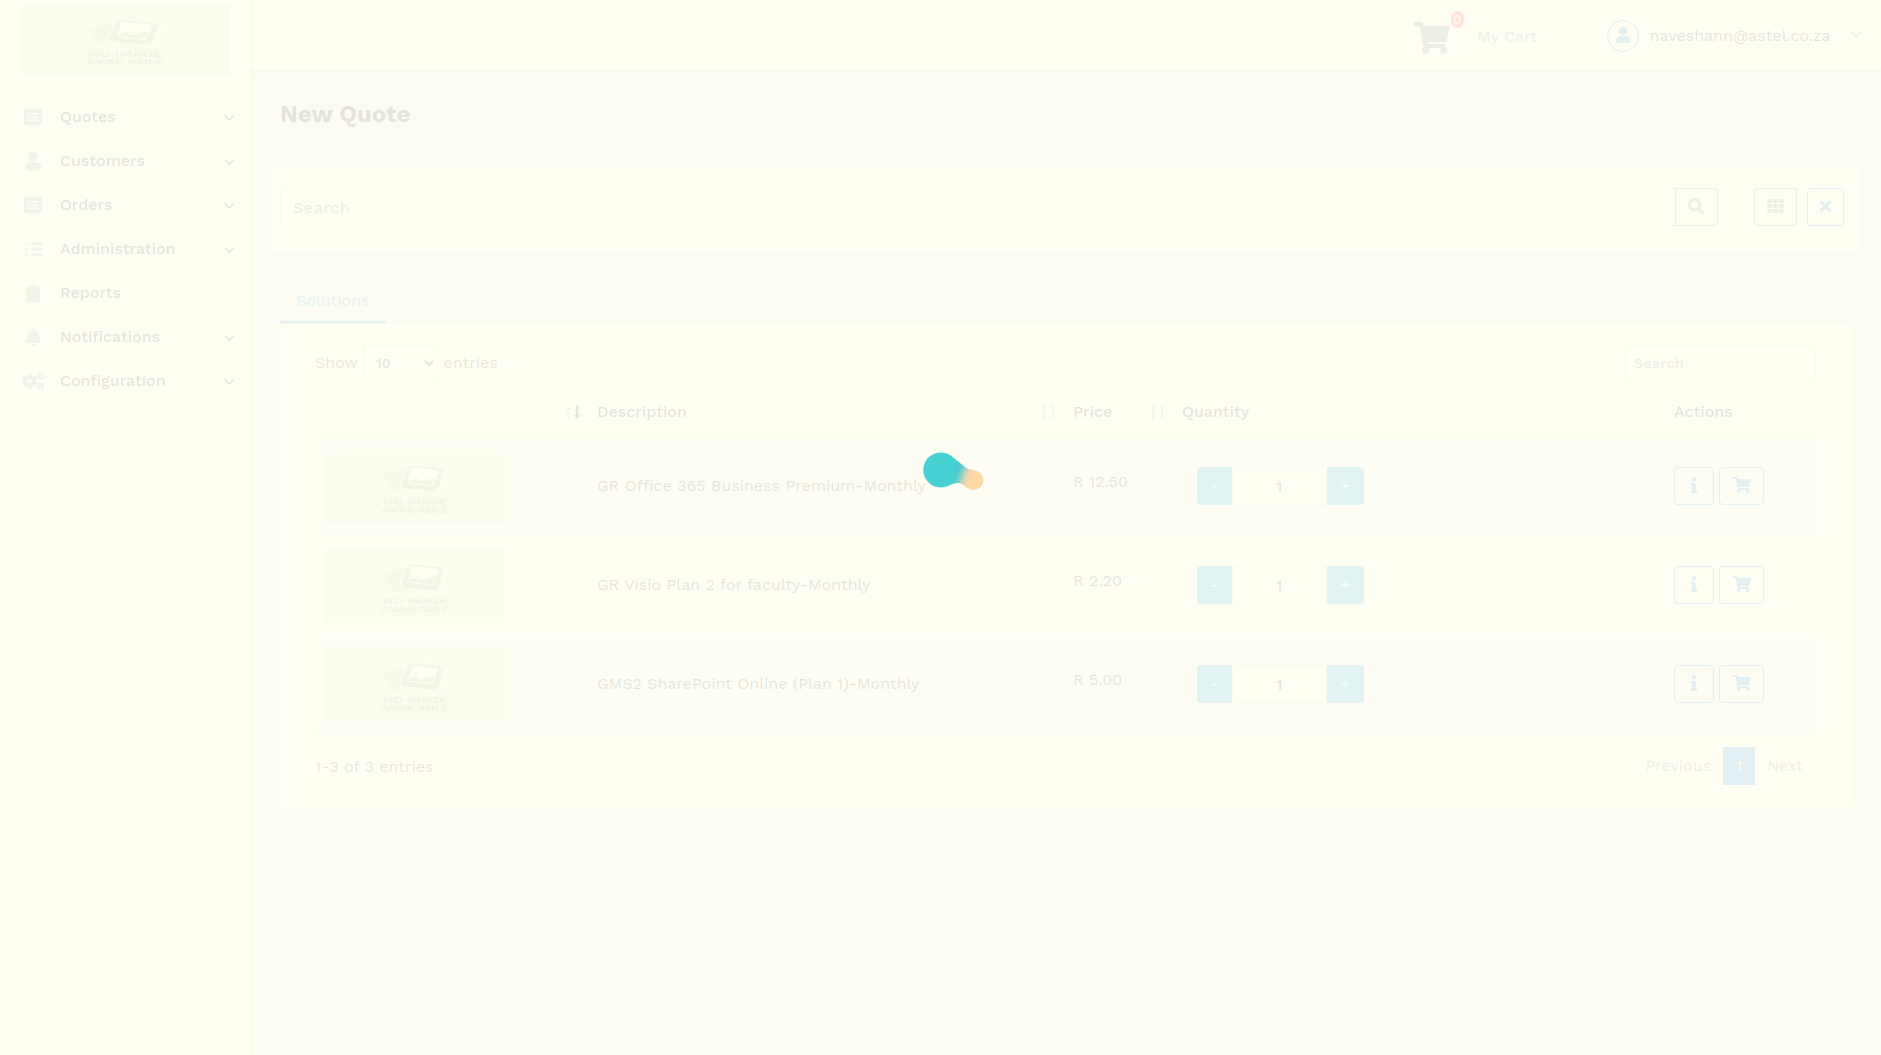 NO IMAGE
AVAILABLE
0
My Cart
naveshann@astel.co.za
Quotes
Customers
Orders
Administration
Reports
Notifications
Configuration
New Quote
Search
Solutions
Show 10 entries
Search
Description Price Quantity Actions
NO IMAGE
AVAILABLE
GR Office 365 Business Premium-Monthly R 12.50 - 1 +
NO IMAGE
AVAILABLE
GR Visio Plan 2 for faculty-Monthly R 2.20 - 1 +
NO IMAGE
AVAILABLE
GMS2 SharePoint Online (Plan 1)-Monthly R 5.00 - 1 +
1-3 of 3 entries
Previous 1 Next